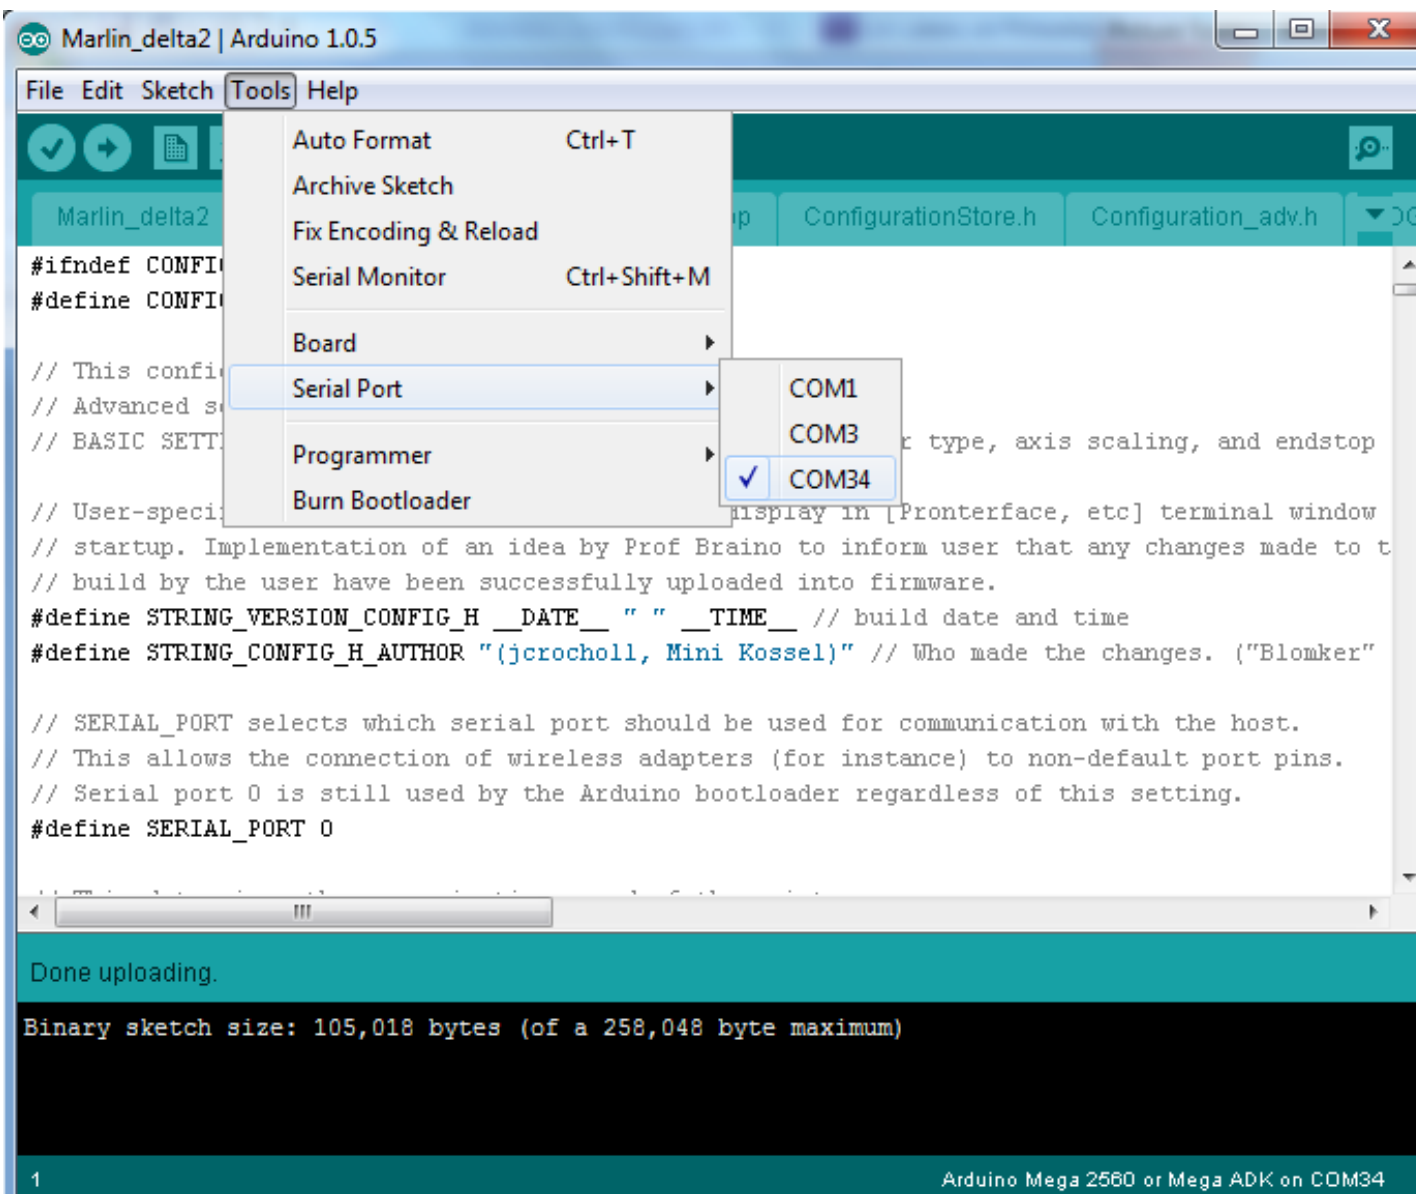 Marlin_delta2 | Arduino 1.0.5
File Edit Sketch Tools Help
Auto Format Ctrl+T
Archive Sketch
Fix Encoding & Reload
Serial Monitor Ctrl+Shift+M
Board
Serial Port
Programmer
Burn Bootloader
COM1
COM3
COM34
Marlin_delta2 ConfigurationStore.h Configuration_adv.h
#ifndef
#define
// This
// Advanced
// BASIC type, axis scaling, and endstop
// in [Pronterface, etc] terminal window
// startup. Implementation of an idea by Prof Braino to inform user that any changes made to
// build by the user have been successfully uploaded into firmware.
#define STRING_VERSION_CONFIG_H __DATE__ " " __TIME__ // build date and time
#define STRING_CONFIG_H_AUTHOR "(jcrocholl, Mini Kossel)" // Who made the changes. ("Blomker"
// SERIAL_PORT selects which serial port should be used for communication with the host.
// This allows the connection of wireless adapters (for instance) to non-default port pins.
// Serial port 0 is still used by the Arduino bootloader regardless of this setting.
#define SERIAL_PORT 0
Done uploading.
Binary sketch size: 105,018 bytes (of a 258,048 byte maximum)
1 Arduino Mega 2560 or Mega ADK on COM34